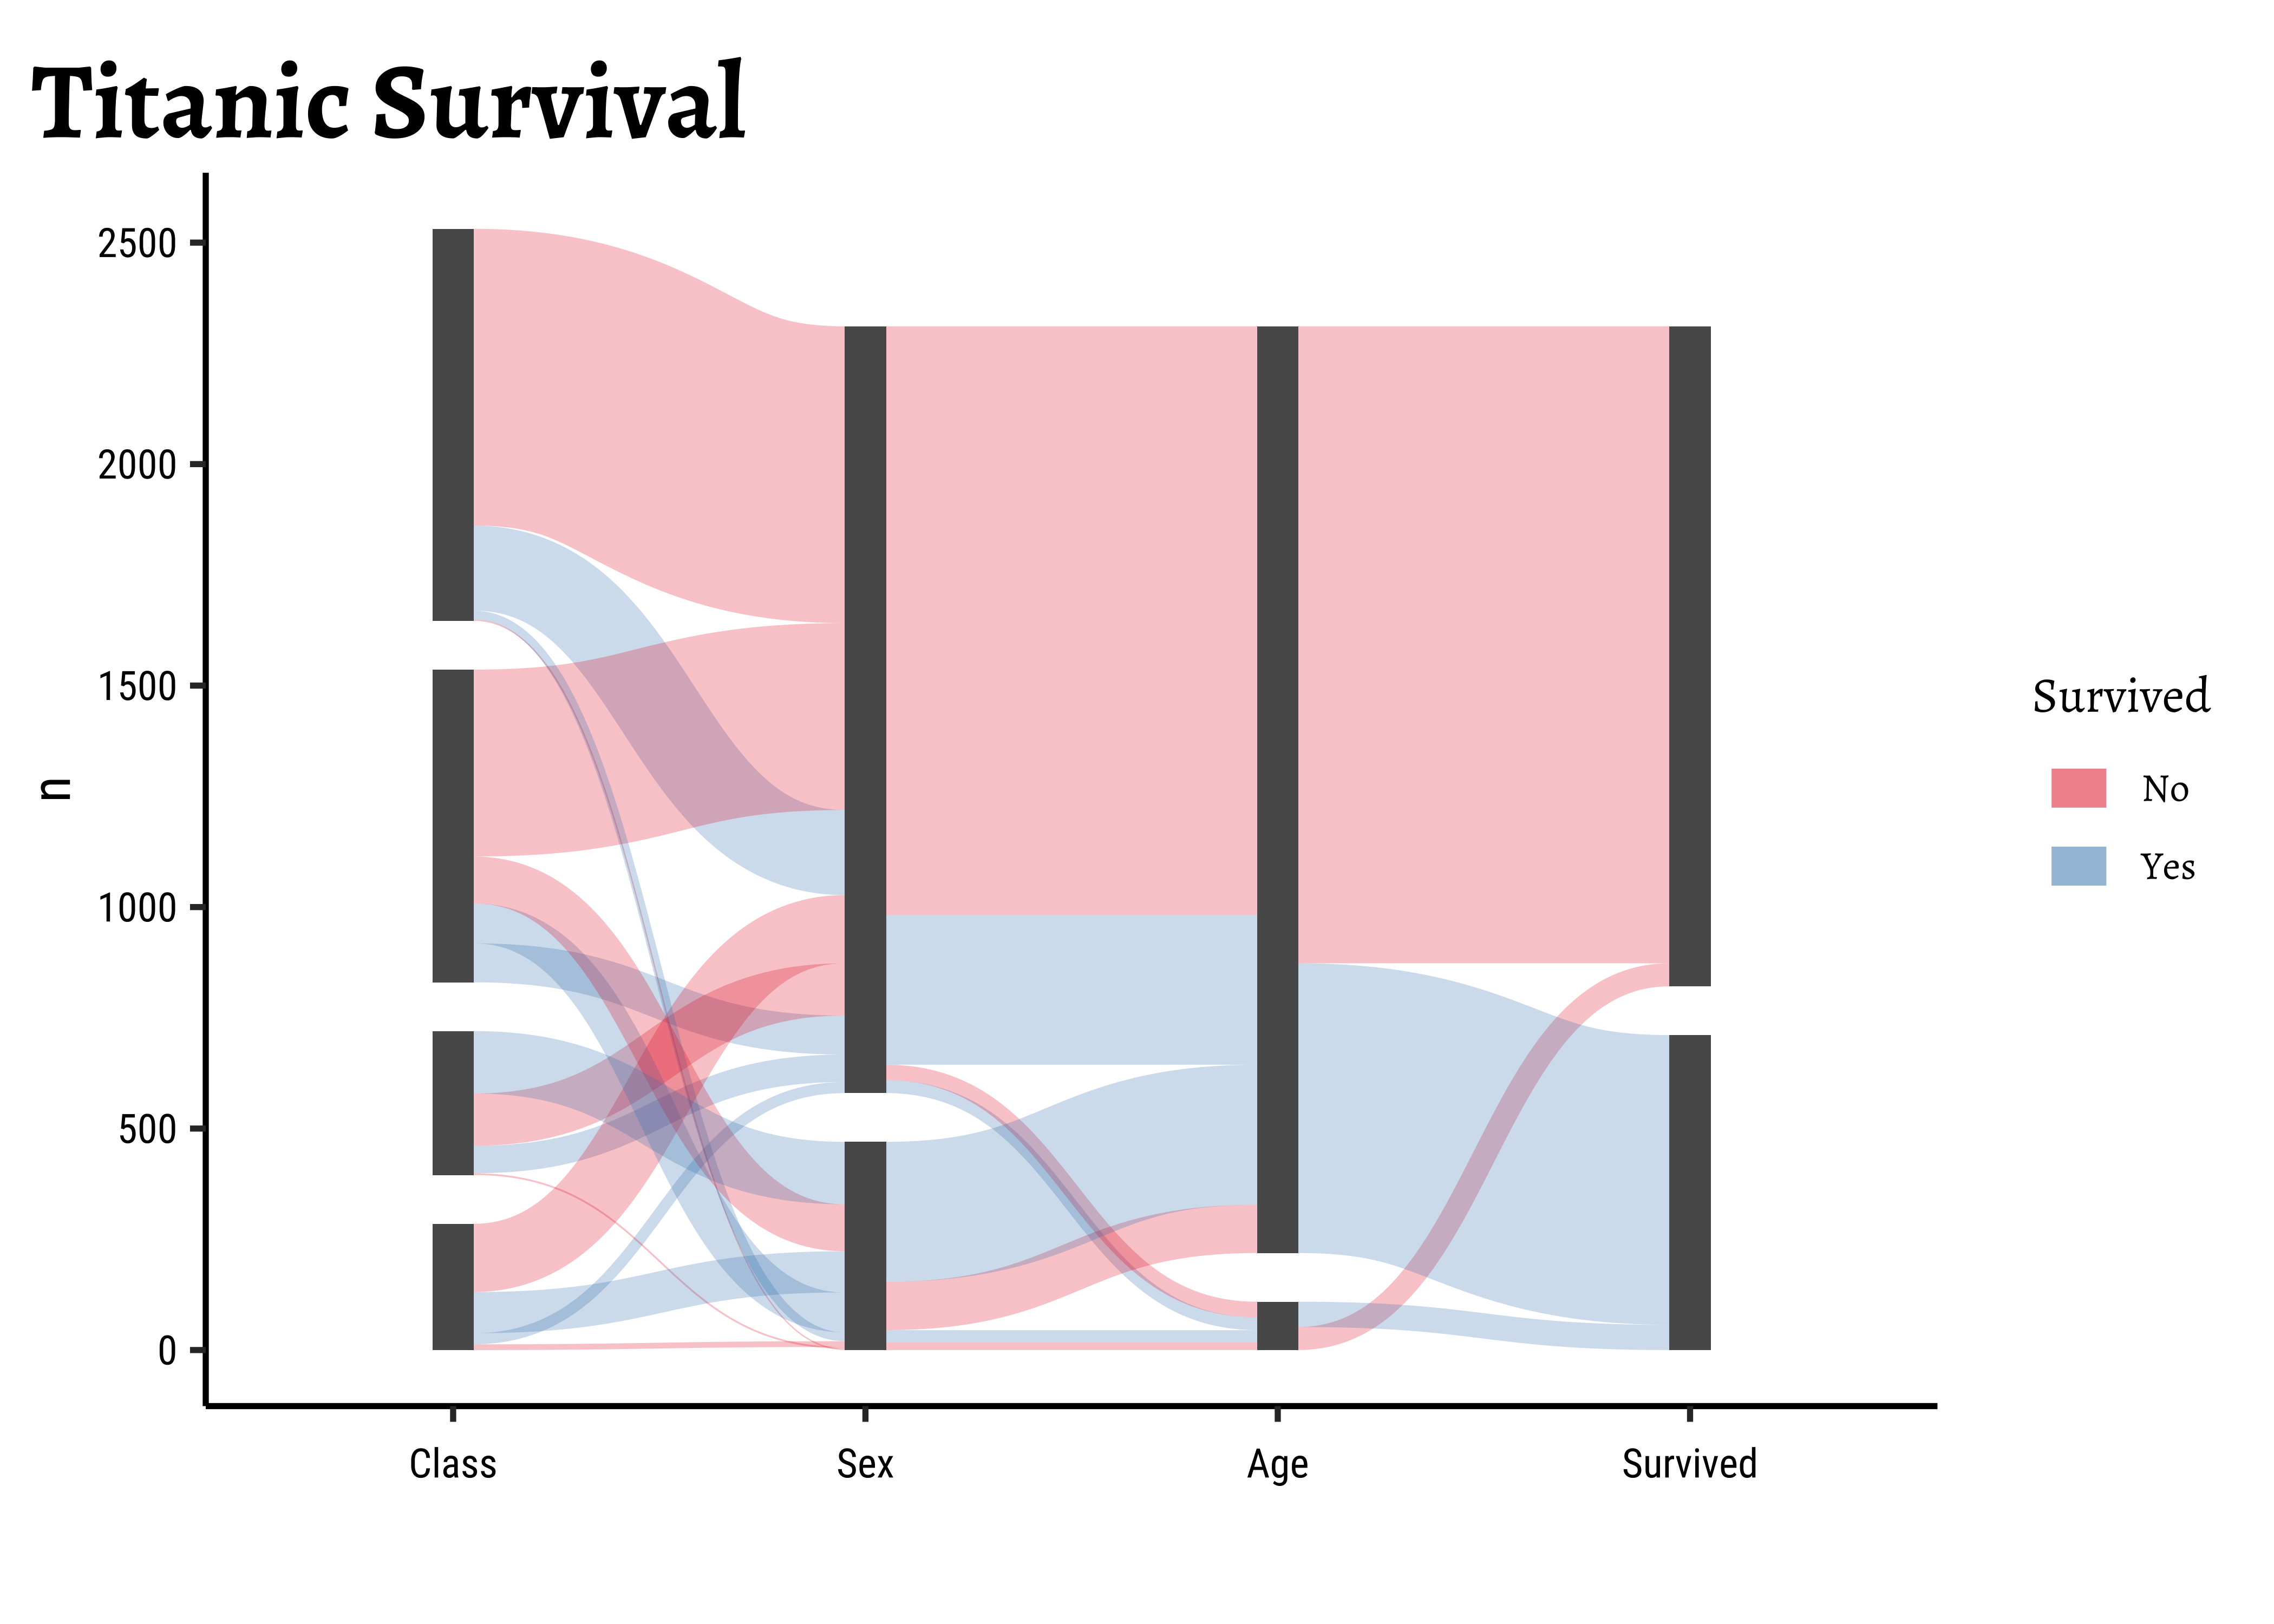 Titanic Survival
2500
2000
1500
1000
500
0
n
Class
Sex
Age
Survived
Survived
No
Yes